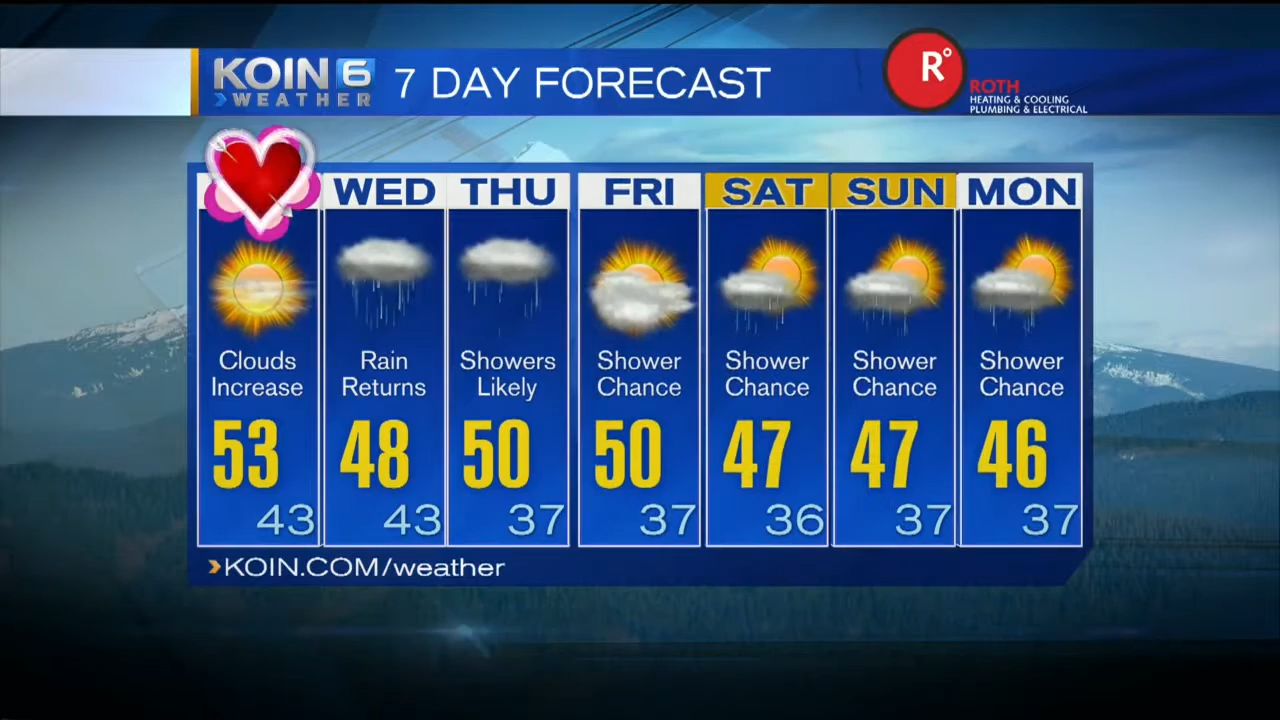 KOIN 6
WEATHER
7 DAY FORECAST
R°
ROTH
HEATING & COOLING
PLUMBING & ELECTRICAL
WED
THU
FRI
SAT
SUN
MON
Clouds
Increase
53
43
Rain
Returns
48
43
Showers
Likely
50
37
Shower
Chance
50
37
Shower
Chance
47
36
Shower
Chance
47
37
Shower
Chance
46
37
KOIN.COM/weather